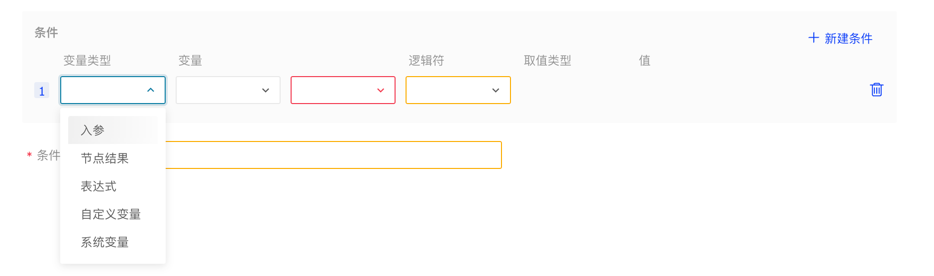 条件
+ 新建条件
变量类型 变量 逻辑符 取值类型 值
1
入参
* 条件
节点结果
表达式
自定义变量
系统变量